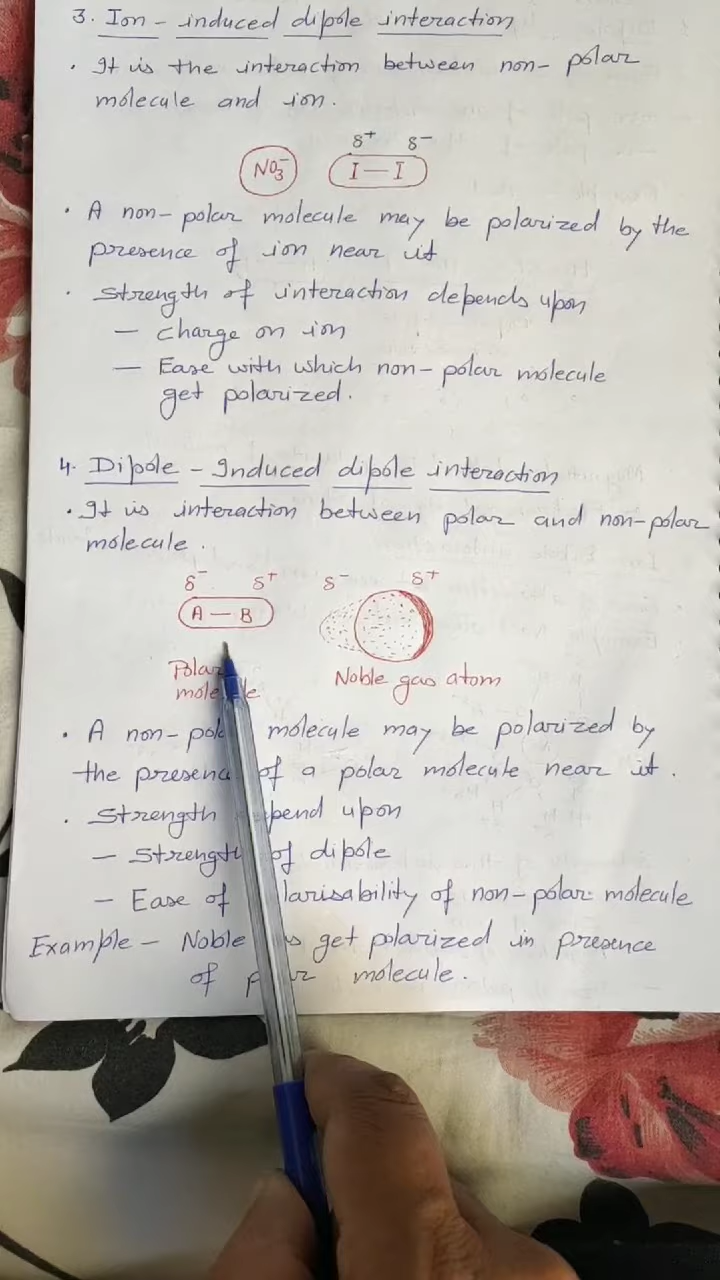 3. Ion - induced dipole interaction
• It is the interaction between non- polar
molecule and ion.
δ+ δ-
NO3- I — I
• A non- polar molecule may be polarized by the
presence of ion near it
• Strength of interaction depends upon
— charge on ion
— Ease with which non- polar molecule
get polarized.
4. Dipole - Induced dipole interaction
• It is interaction between polar and non-polar
molecule.
δ- δ+ δ- δ+
A — B
Noble gas atom
• A molecule may be polarized by
the of a polar molecule near it.
• Strength upon
— of dipole
— Ease of of non-polar molecule
Example - Noble get polarized in presence
of molecule.